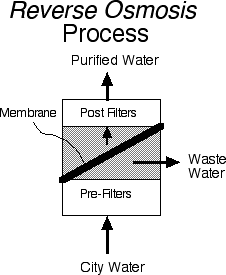 Reverse Osmosis
Process
Purified Water
Post Filters
Membrane
Waste
Water
Pre-Filters
City Water